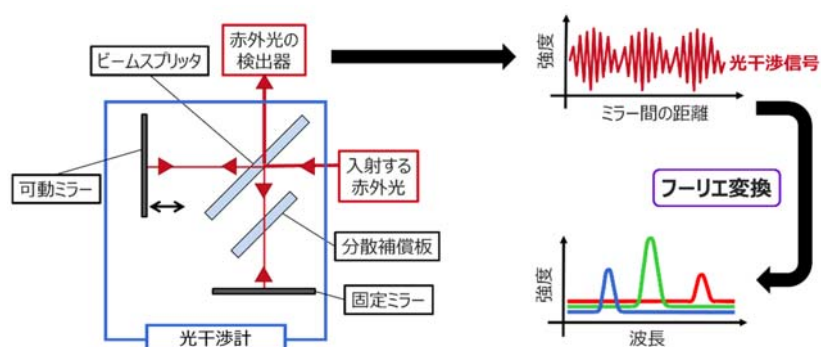 赤外光の
検出器
ビームスプリッタ
可動ミラー
入射する
赤外光
分散補償板
固定ミラー
光干渉計
強度
光干渉信号
ミラー間の距離
フーリエ変換
強度
波長